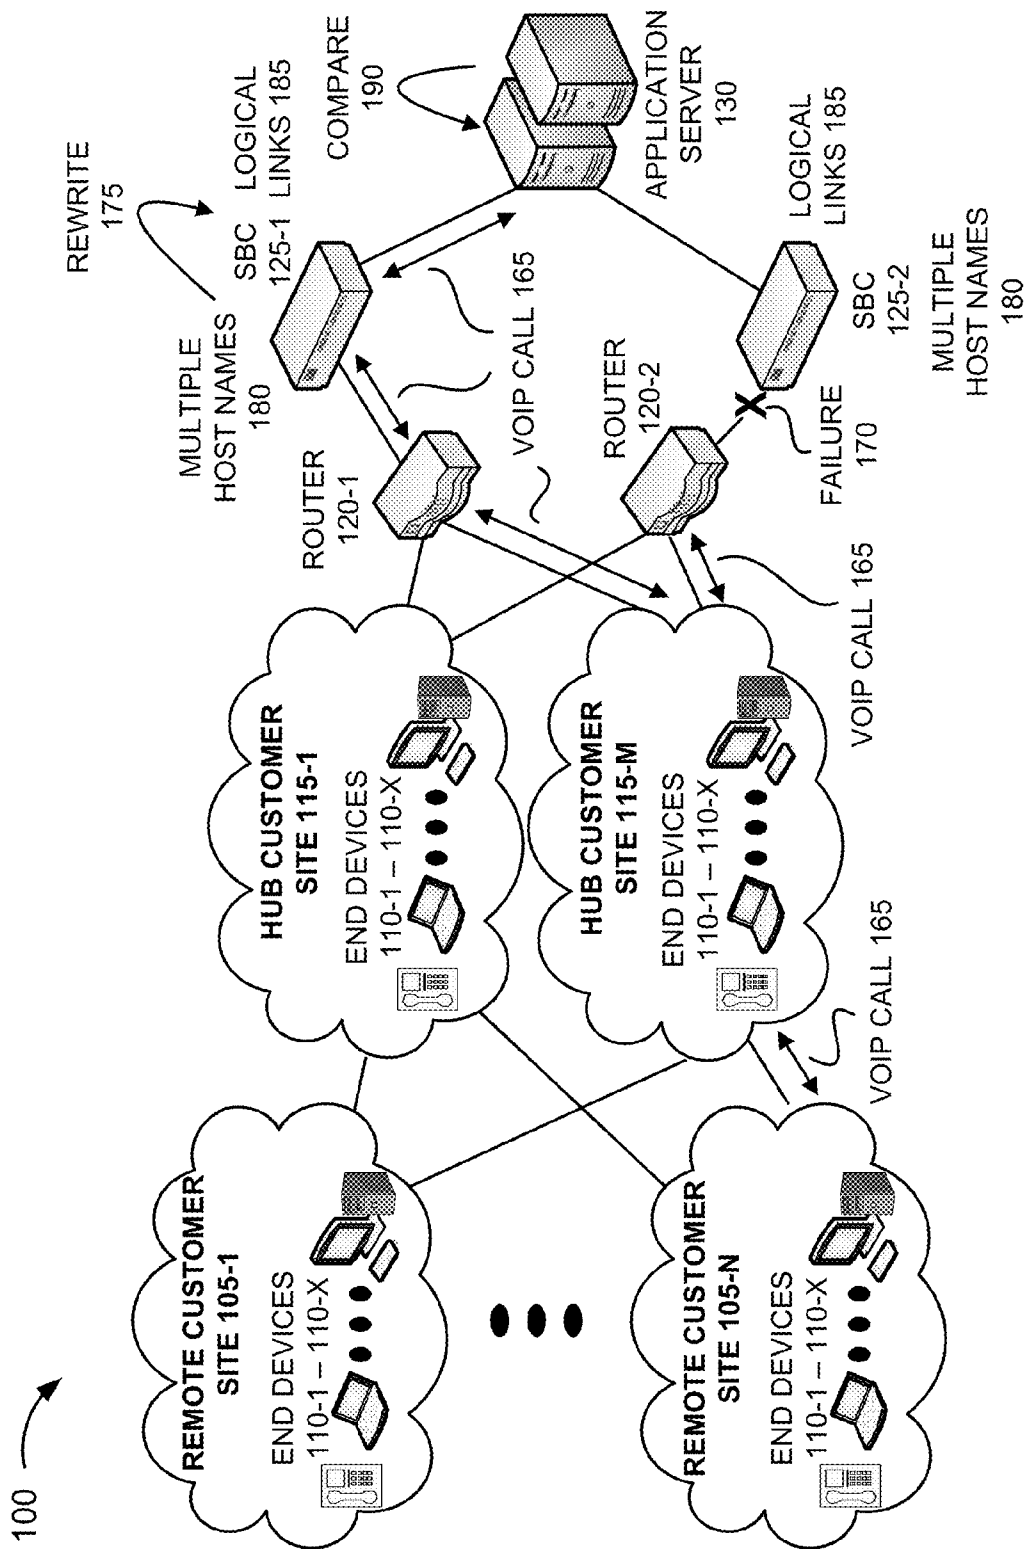 100
REMOTE CUSTOMER
SITE 105-1
END DEVICES
110-1 – 110-X
REMOTE CUSTOMER
SITE 105-N
END DEVICES
110-1 – 110-X
VOIP CALL 165
HUB CUSTOMER
SITE 115-1
END DEVICES
110-1 – 110-X
HUB CUSTOMER
SITE 115-M
END DEVICES
110-1 – 110-X
VOIP CALL 165
ROUTER
120-1
VOIP CALL 165
ROUTER
120-2
FAILURE
170
X
MULTIPLE
HOST NAMES
180
REWRITE
175
SBC
125-1
LOGICAL
LINKS 185
VOIP CALL 165
COMPARE
190
APPLICATION
SERVER
130
SBC
125-2
LOGICAL
LINKS 185
MULTIPLE
HOST NAMES
180